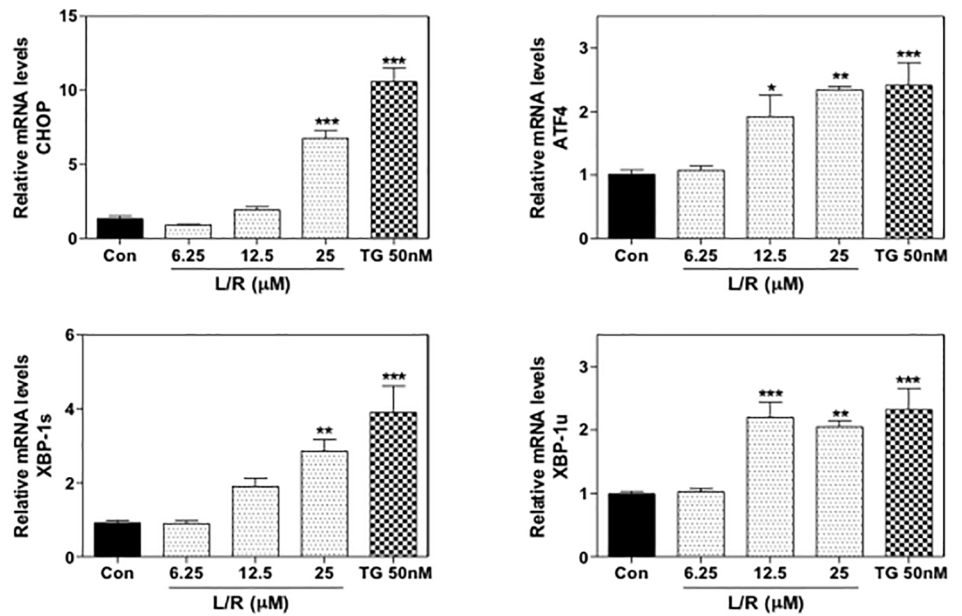 Relative mRNA levels
CHOP
15
10
5
0
***
***
Con 6.25 12.5 25 TG 50nM
L/R (μM)
Relative mRNA levels
ATF4
3
2
1
0
*
**
***
Con 6.25 12.5 25 TG 50nM
L/R (μM)
Relative mRNA levels
XBP-1s
6
4
2
0
**
***
Con 6.25 12.5 25 TG 50nM
L/R (μM)
Relative mRNA levels
XBP-1u
3
2
1
0
***
**
***
Con 6.25 12.5 25 TG 50nM
L/R (μM)